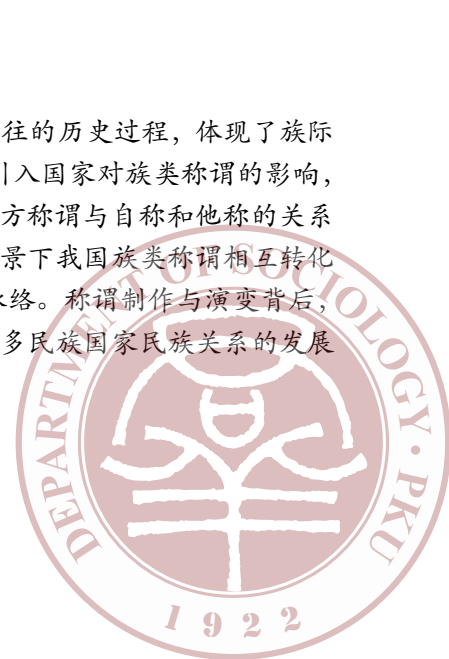 往的历史过程，体现了族际
引入国家对族类称谓的影响，
方称谓与自称和他称的关系
景下我国族类称谓相互转化
脉络。称谓制作与演变背后，
多民族国家民族关系的发展
DEPARTMENT OF SOCIOLOGY · PKU
1922